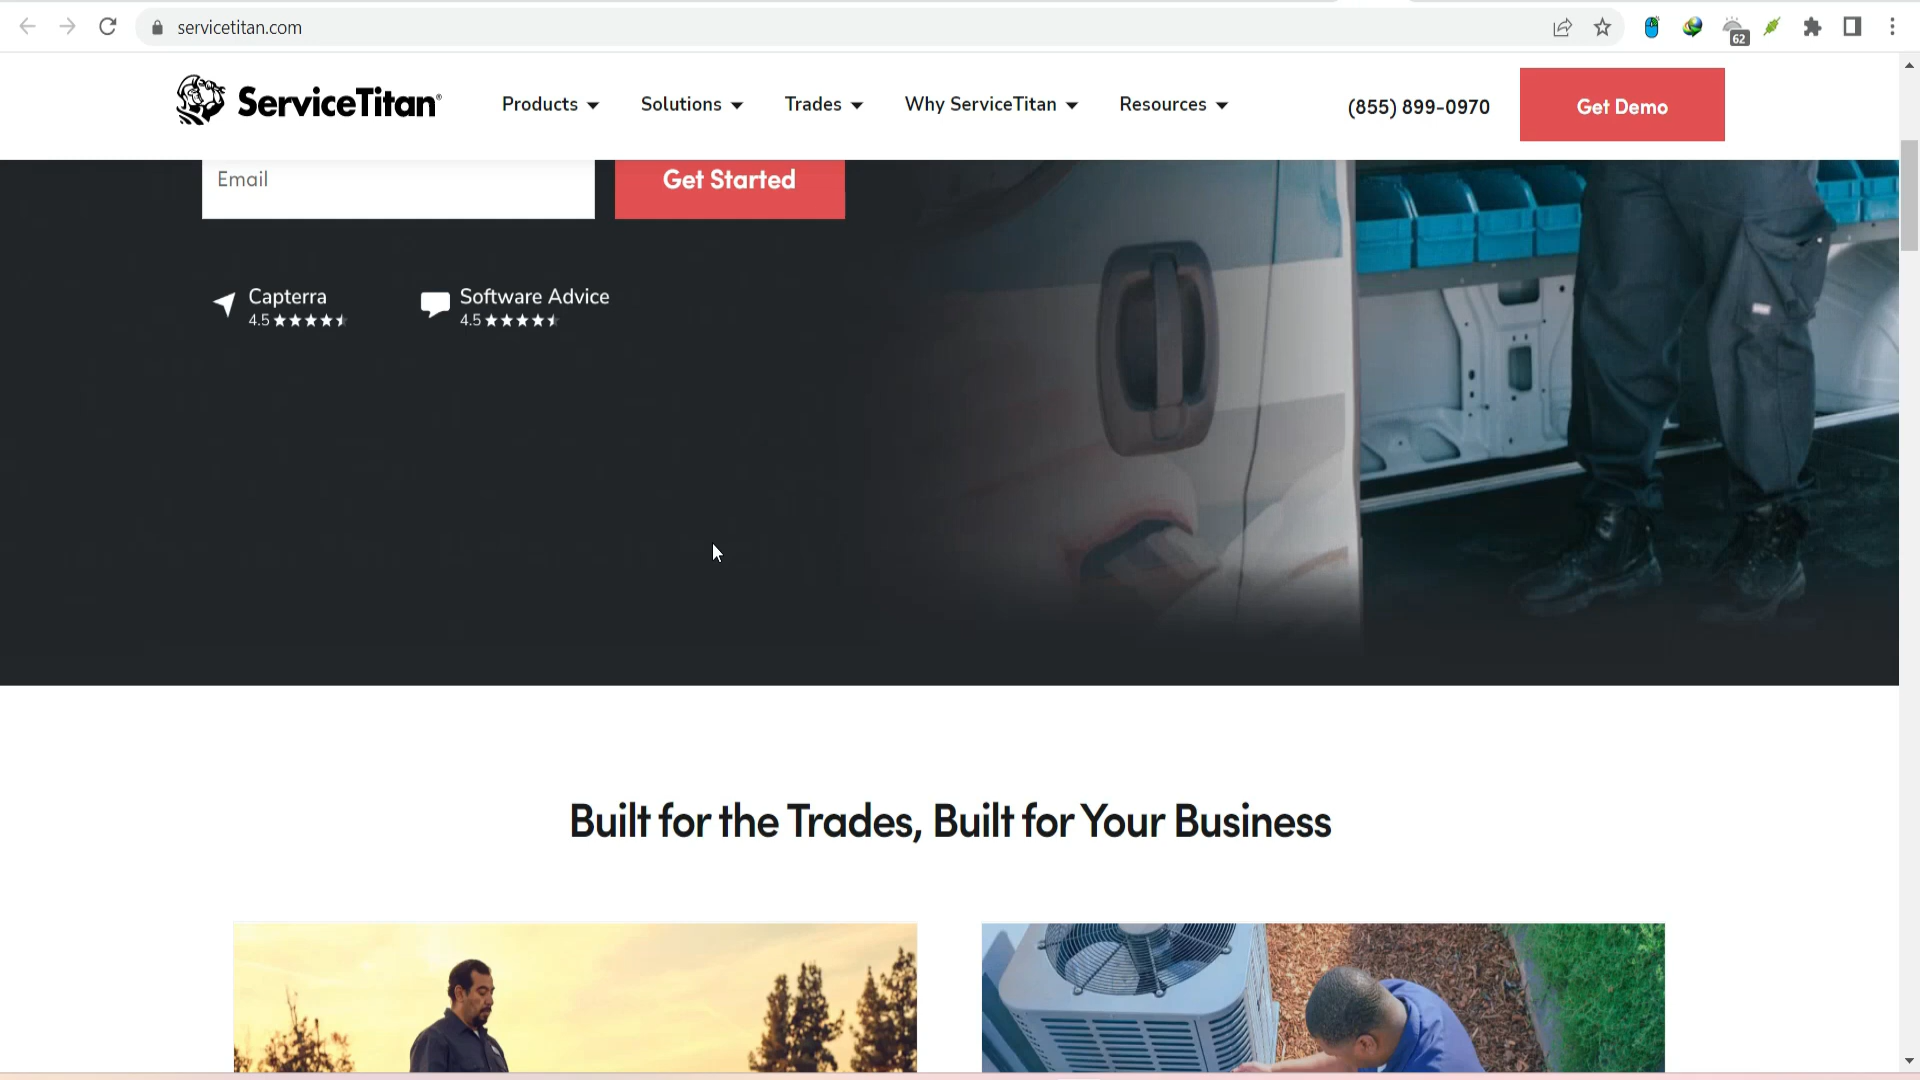 servicetitan.com
62
ServiceTitan®
Products
Solutions
Trades
Why ServiceTitan
Resources
(855) 899-0970
Get Demo
Email
Get Started
Capterra
4.5
Software Advice
4.5
Built for the Trades, Built for Your Business